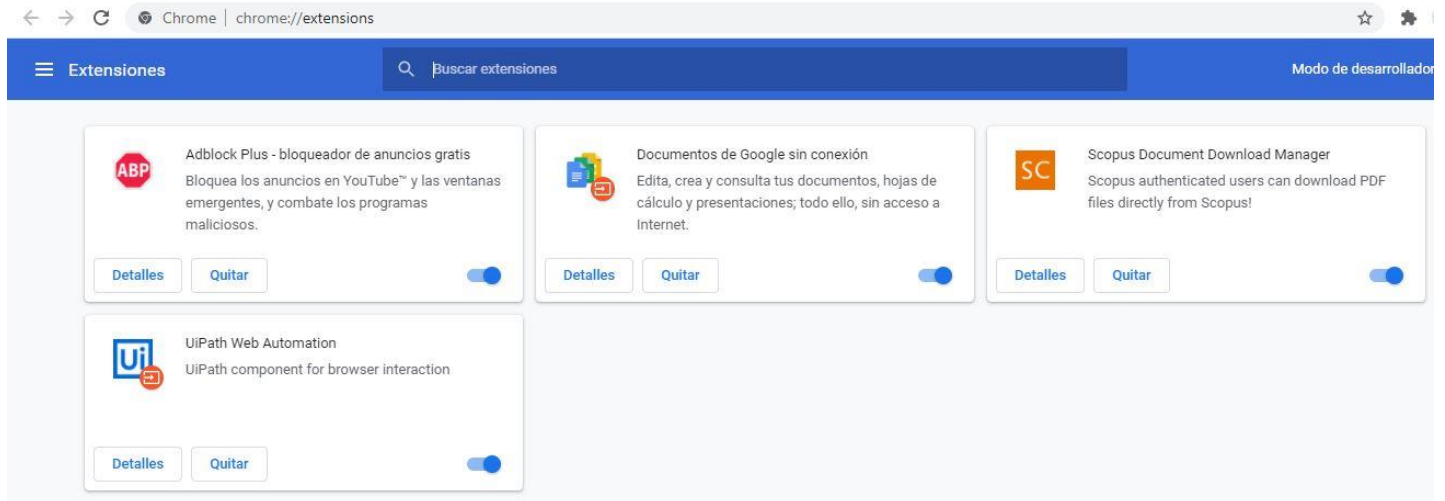 Chrome | chrome://extensions
Extensiones
Buscar extensiones
Modo de desarrollador
ABP
Adblock Plus - bloqueador de anuncios gratis
Bloquea los anuncios en YouTube™ y las ventanas
emergentes, y combate los programas
maliciosos.
Detalles
Quitar
Documentos de Google sin conexión
Edita, crea y consulta tus documentos, hojas de
cálculo y presentaciones; todo ello, sin acceso a
Internet.
Detalles
Quitar
SC
Scopus Document Download Manager
Scopus authenticated users can download PDF
files directly from Scopus!
Detalles
Quitar
Ui
UiPath Web Automation
UiPath component for browser interaction
Detalles
Quitar